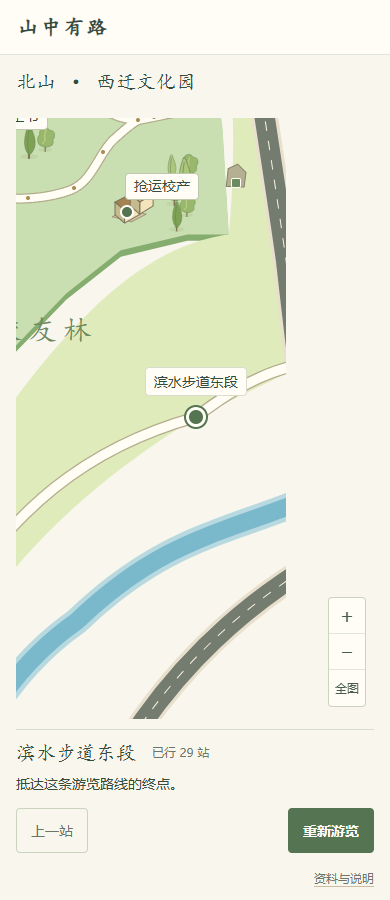 山中有路
北山 • 西迁文化园
抢运校产
友林
滨水步道东段
+
−
全图
滨水步道东段 已行 29 站
抵达这条游览路线的终点。
上一站
重新游览
资料与说明